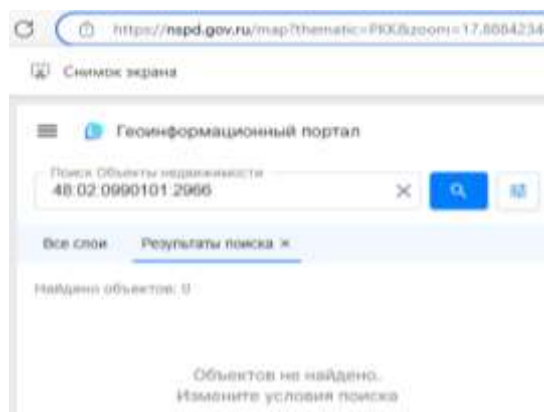 https://nspd.gov.ru/map?thematic=PKK&zoom=17.8884234
Снимок экрана
Геоинформационный портал
Поиск Объекты недвижимости
48:02:0990101:2966
Все слои Результаты поиска ×
Найдено объектов: 0
Объектов не найдено.
Измените условия поиска